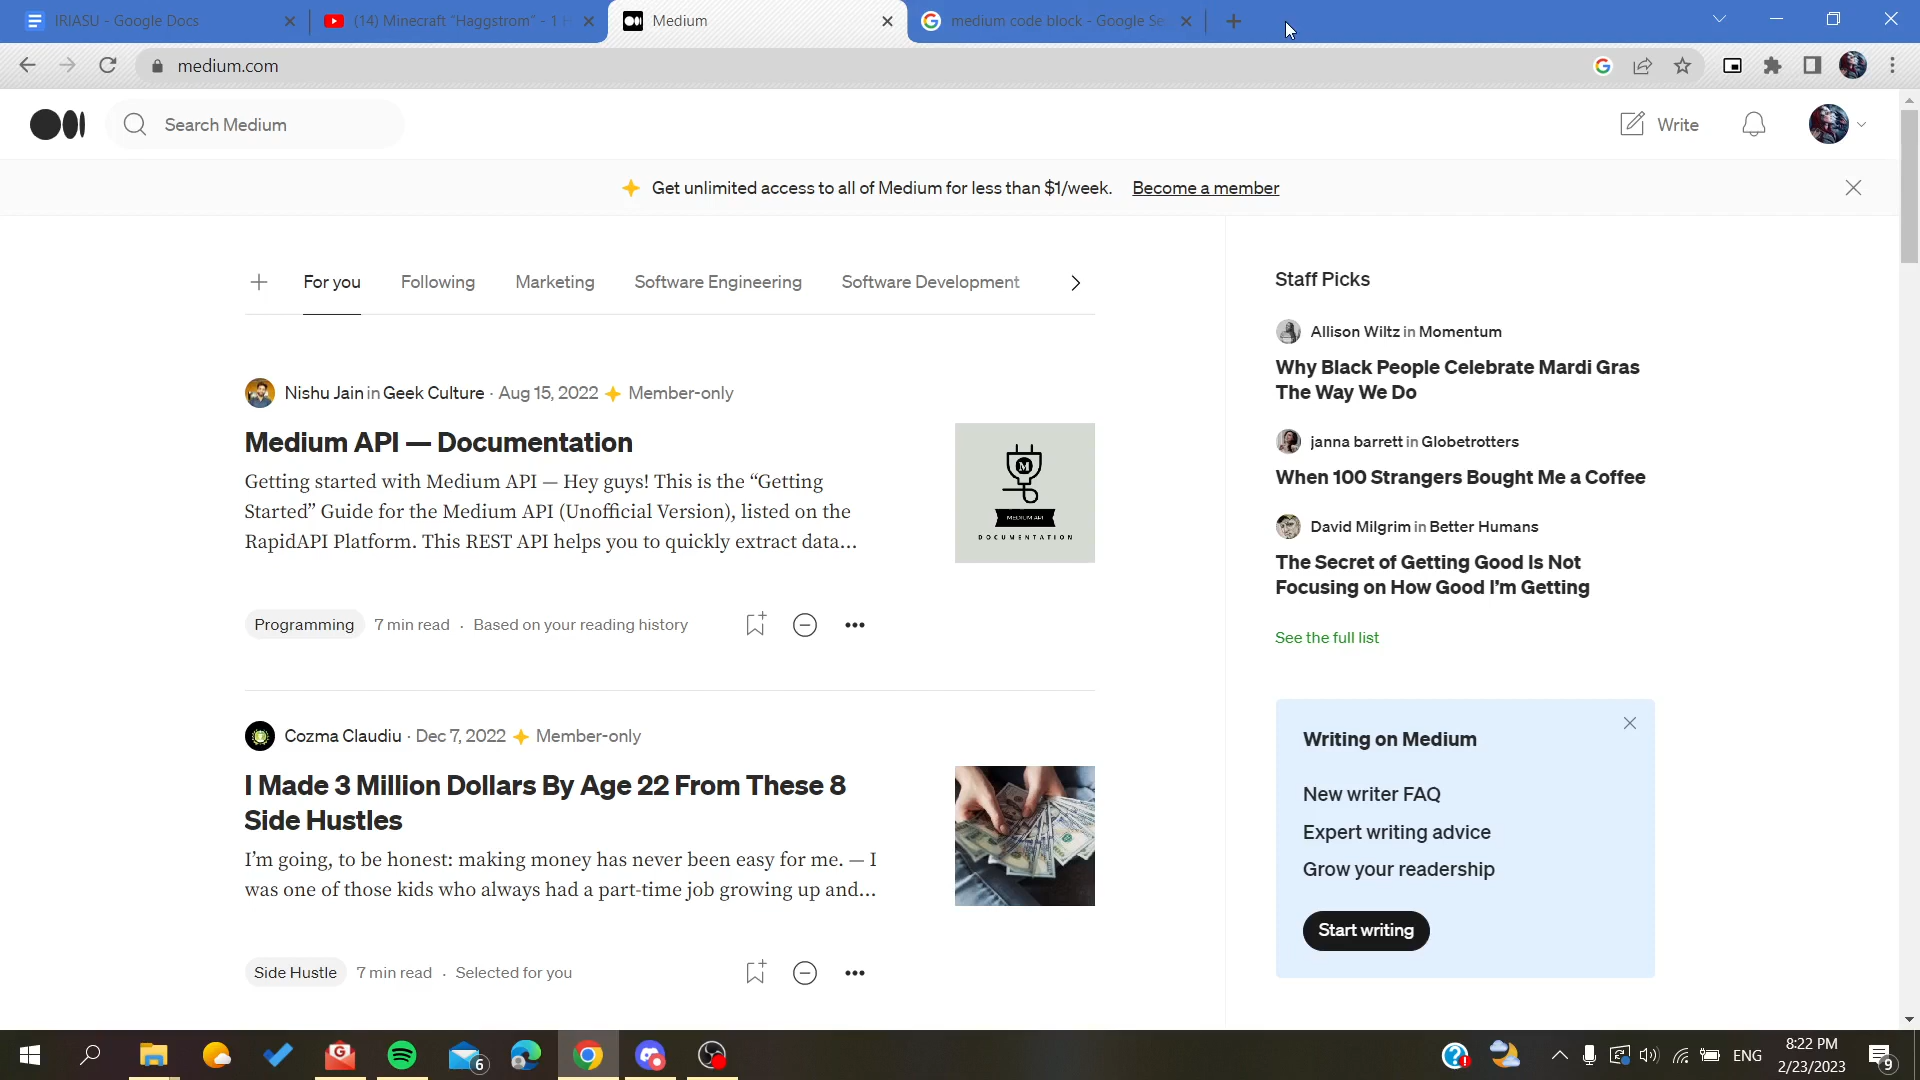 IRIASU - Google Docs
(14) Minecraft "Haggstrom" - 1 H
Medium
medium code block - Google Se
medium.com
Search Medium
Write
Get unlimited access to all of Medium for less than $1/week. Become a member
For you
Following
Marketing
Software Engineering
Software Development
Nishu Jain in Geek Culture · Aug 15, 2022 Member-only
Medium API — Documentation
Getting started with Medium API — Hey guys! This is the “Getting
Started” Guide for the Medium API (Unofficial Version), listed on the
RapidAPI Platform. This REST API helps you to quickly extract data...
M
MEDIUM API
DOCUMENTATION
Programming 7 min read · Based on your reading history
Cozma Claudiu · Dec 7, 2022 Member-only
I Made 3 Million Dollars By Age 22 From These 8
Side Hustles
I’m going, to be honest: making money has never been easy for me. — I
was one of those kids who always had a part-time job growing up and...
Side Hustle 7 min read · Selected for you
Staff Picks
Allison Wiltz in Momentum
Why Black People Celebrate Mardi Gras
The Way We Do
janna barrett in Globetrotters
When 100 Strangers Bought Me a Coffee
David Milgrim in Better Humans
The Secret of Getting Good Is Not
Focusing on How Good I’m Getting
See the full list
Writing on Medium
New writer FAQ
Expert writing advice
Grow your readership
Start writing
6
ENG
8:22 PM
2/23/2023
9